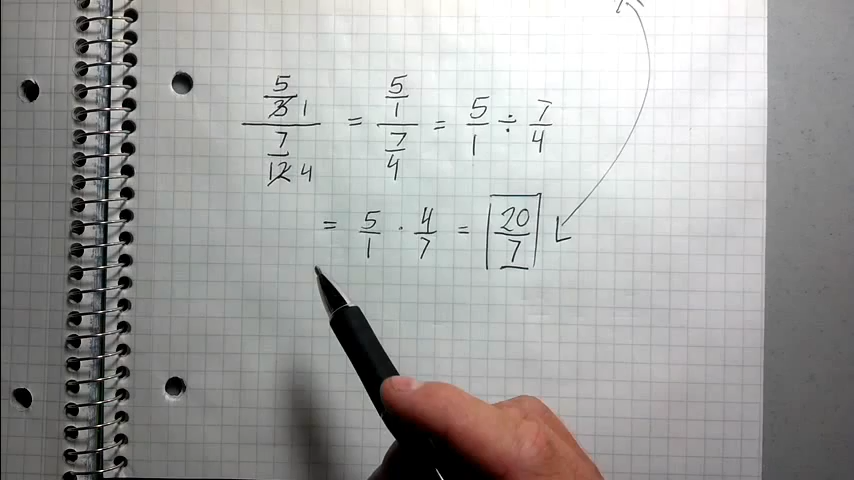 (5/3 1)/(7/12 4) = (5/1)/(7/4) = 5/1 ÷ 7/4
= 5/1 · 4/7 = 20/7